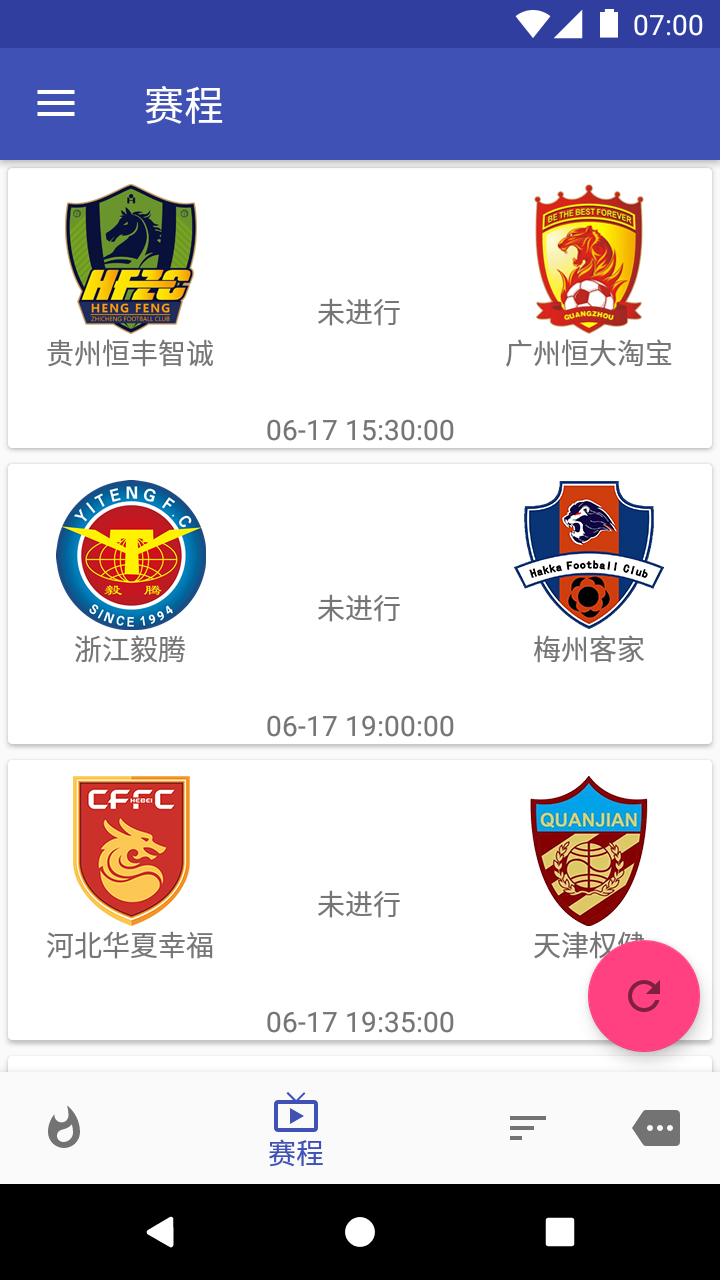 07:00
赛程
HFZC
HENG FENG
ZHICHENG FOOTBALL CLUB
贵州恒丰智诚
未进行
BE THE BEST FOREVER
GUANGZHOU
广州恒大淘宝
06-17 15:30:00
YITENG F.C
毅 腾
SINCE 1994
浙江毅腾
未进行
Hakka Football Club
梅州客家
06-17 19:00:00
CFFC
HEBEI
河北华夏幸福
未进行
QUANJIAN
天津权健
06-17 19:35:00
赛程